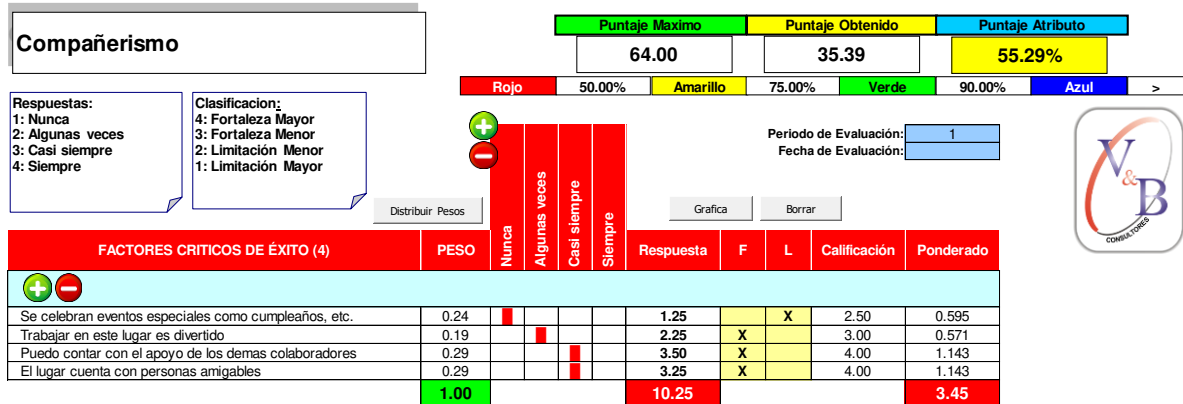 Compañerismo
Puntaje Maximo Puntaje Obtenido Puntaje Atributo
64.00 35.39 55.29%
Rojo 50.00% Amarillo 75.00% Verde 90.00% Azul >
Respuestas:
1: Nunca
2: Algunas veces
3: Casi siempre
4: Siempre
Clasificacion:
4: Fortaleza Mayor
3: Fortaleza Menor
2: Limitación Menor
1: Limitación Mayor
Periodo de Evaluación: 1
Fecha de Evaluación:
V&B
CONSULTORES
Distribuir Pesos
Grafica
Borrar
FACTORES CRITICOS DE ÉXITO (4) PESO Nunca Algunas veces Casi siempre Siempre Respuesta F L Calificación Ponderado
Se celebran eventos especiales como cumpleaños, etc. 0.24 1.25 X 2.50 0.595
Trabajar en este lugar es divertido 0.19 2.25 X 3.00 0.571
Puedo contar con el apoyo de los demas colaboradores 0.29 3.50 X 4.00 1.143
El lugar cuenta con personas amigables 0.29 3.25 X 4.00 1.143
1.00 10.25 3.45